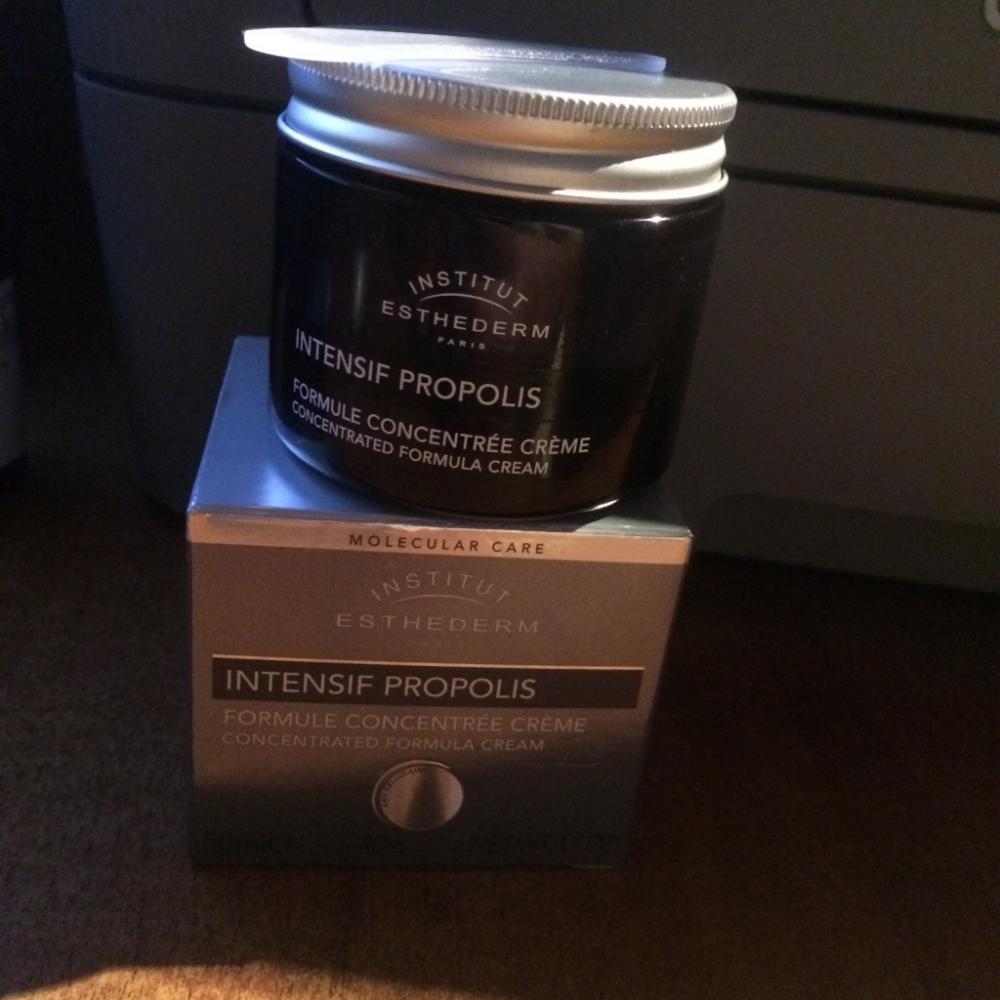 INSTITUT
ESTHEDERM
PARIS
INTENSIF PROPOLIS
FORMULE CONCENTRÉE CRÈME
CONCENTRATED FORMULA CREAM
MOLECULAR CARE
INSTITUT
ESTHEDERM
INTENSIF PROPOLIS
FORMULE CONCENTRÉE CRÈME
CONCENTRATED FORMULA CREAM
50ml